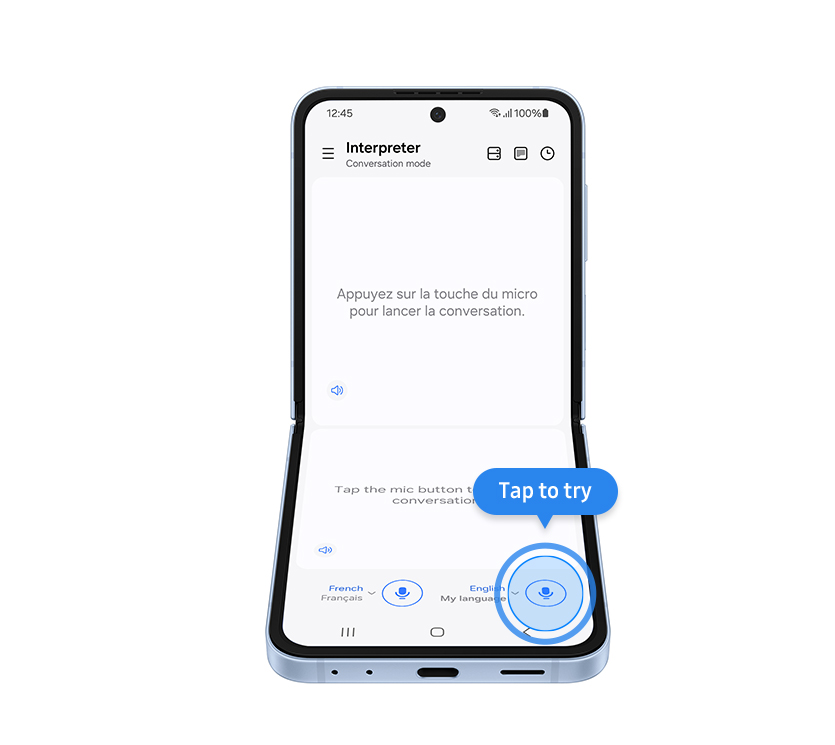 12:45
100%
Interpreter
Conversation mode
Appuyez sur la touche du micro
pour lancer la conversation.
Tap the mic button
conversation
Tap to try
French
Français
English
My language